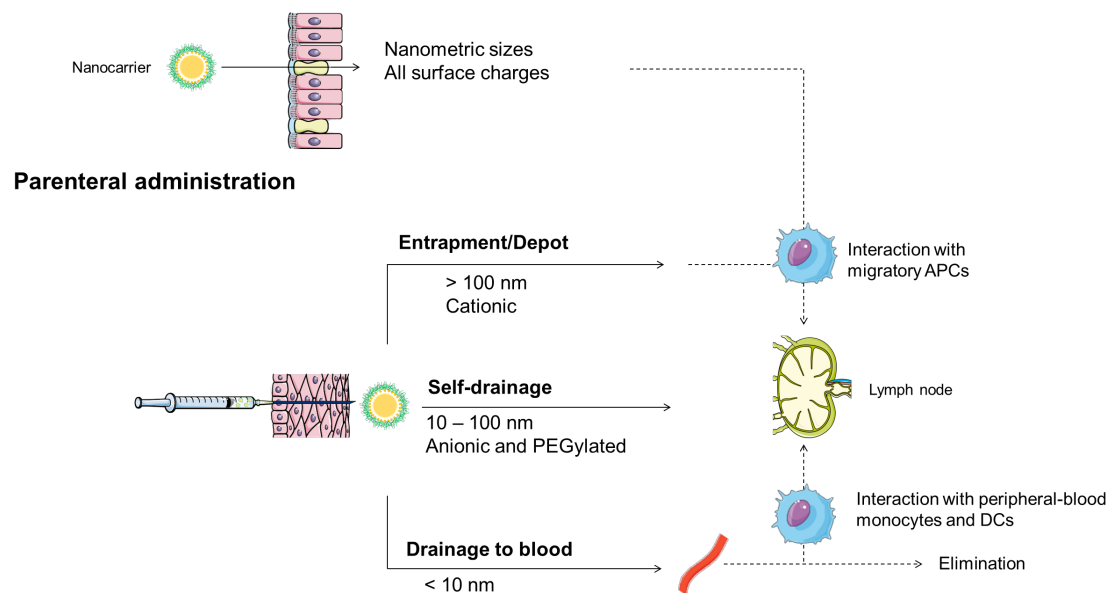 Nanocarrier
Nanometric sizes
All surface charges
Parenteral administration
Entrapment/Depot
> 100 nm
Cationic
Interaction with
migratory APCs
Self-drainage
10 – 100 nm
Anionic and PEGylated
Lymph node
Interaction with peripheral-blood
monocytes and DCs
Drainage to blood
< 10 nm
Elimination